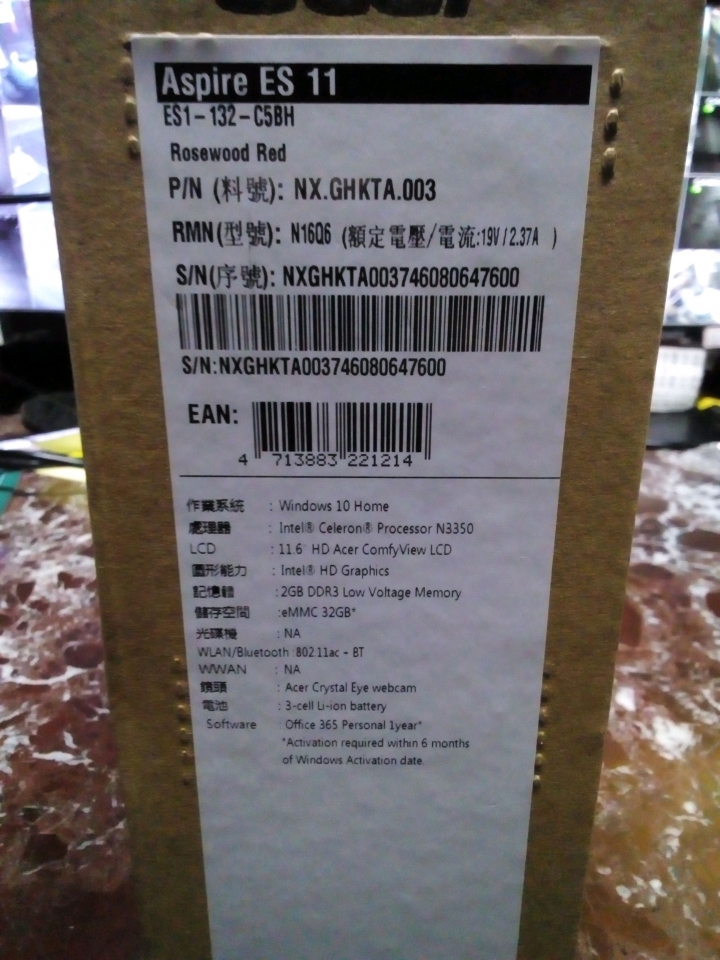 Aspire ES 11
ES1-132-C5BH
Rosewood Red
P/N (料號): NX.GHKTA.003
RMN(型號): N16Q6 (額定電壓/電流:19V/2.37A )
S/N(序號): NXGHKTA003746080647600
S/N:NXGHKTA003746080647600
EAN:
4 713883 221214
作業系統 : Windows 10 Home
處理器 : Intel® Celeron® Processor N3350
LCD : 11.6" HD Acer ComfyView LCD
圖形能力 : Intel® HD Graphics
記憶體 : 2GB DDR3 Low Voltage Memory
儲存空間 :eMMC 32GB*
光碟機 : NA
WLAN/Bluetooth :802.11ac + BT
WWAN : NA
鏡頭 : Acer Crystal Eye webcam
電池 : 3-cell Li-ion battery
Software : Office 365 Personal 1year*
*Activation required within 6 months
of Windows Activation date.